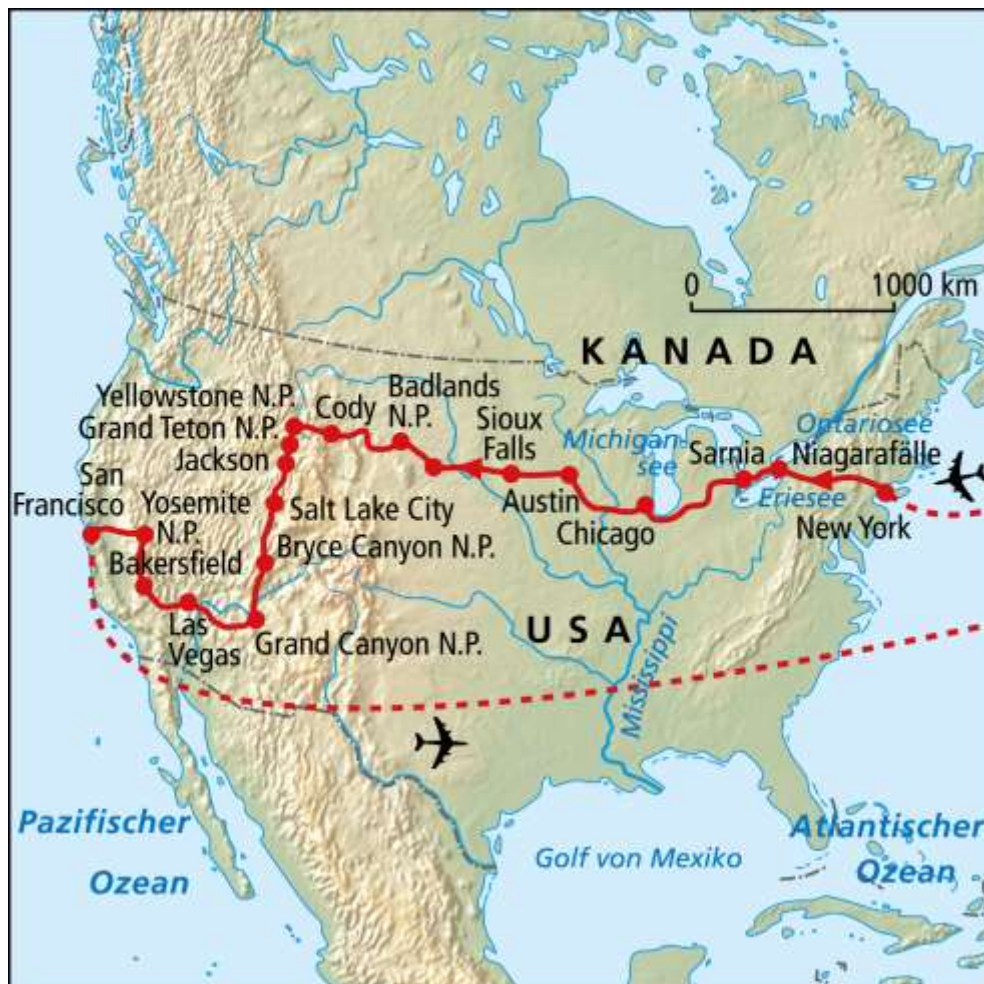 0 1000 km
KANADA
Yellowstone N.P.
Grand Teton N.P.
Jackson
Cody
Badlands
N.P.
Sioux
Falls
Michigan-
see
Sarnia
Ontariosee
Niagarafälle
Eriesee
New York
San
Francisco
Yosemite
N.P.
Bakersfield
Salt Lake City
Bryce Canyon N.P.
Austin
Chicago
Las
Vegas
Grand Canyon N.P.
USA
Mississippi
Pazifischer
Ozean
Golf von Mexiko
Atlantischer
Ozean